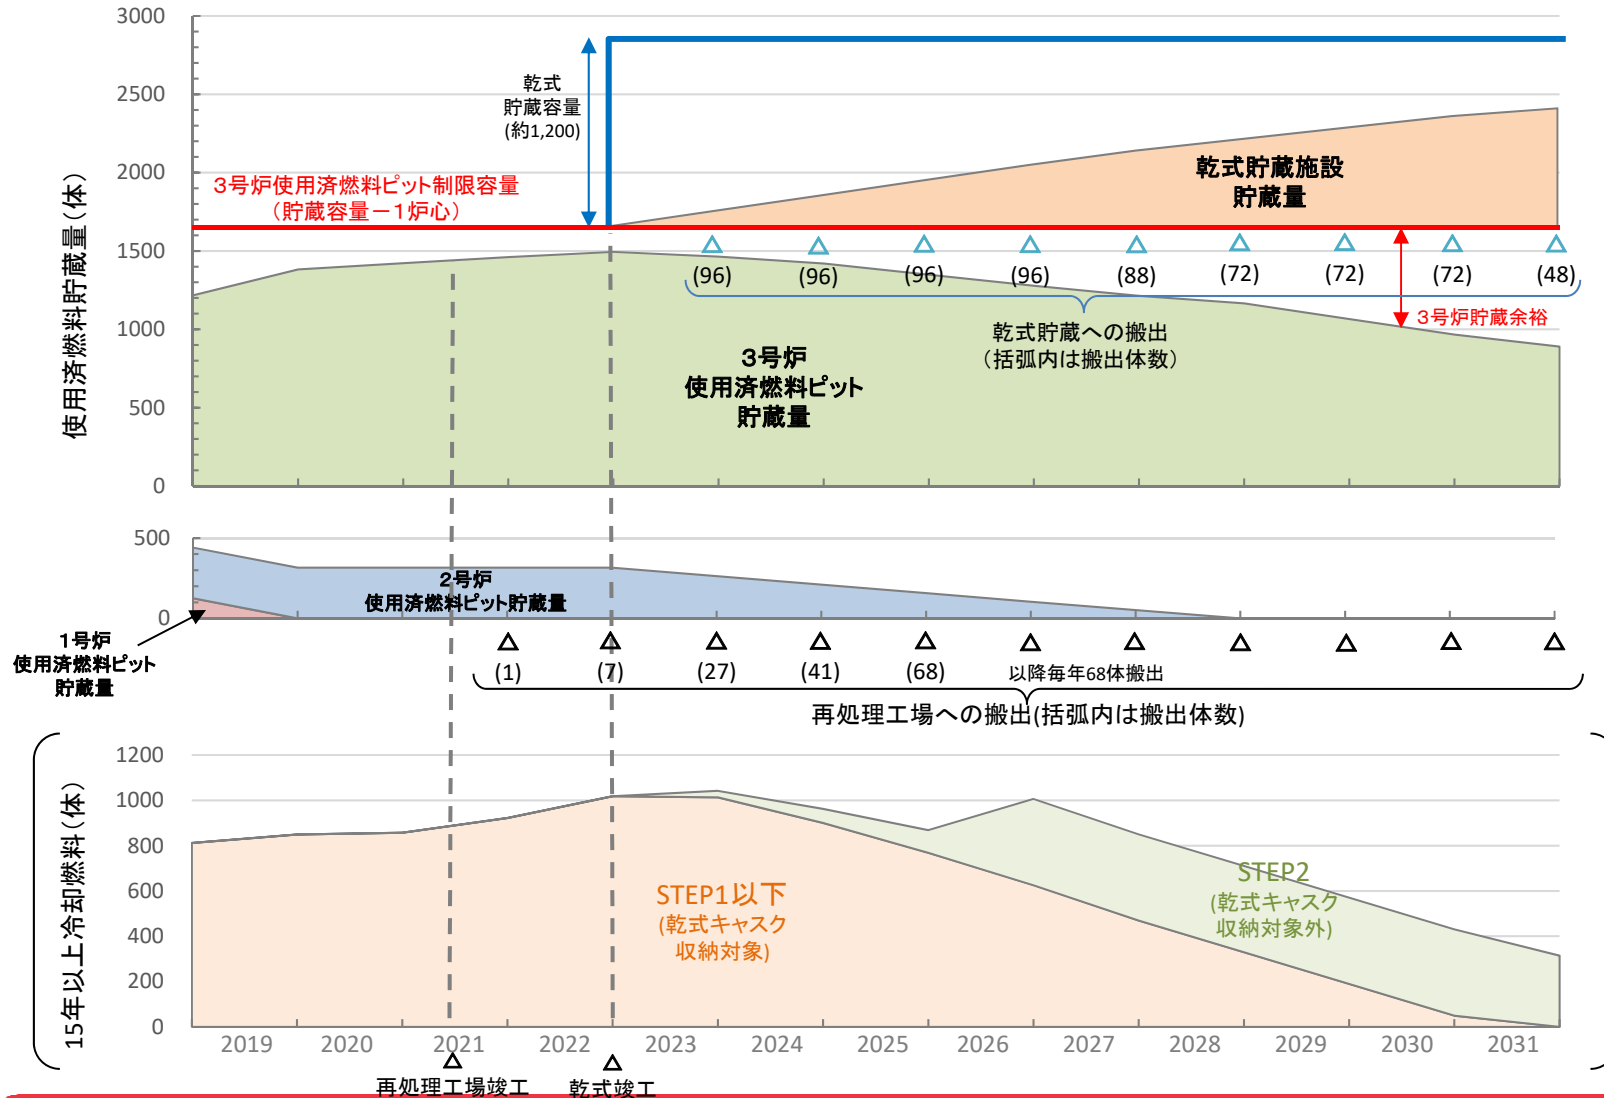 3000
2500
2000
1500
1000
500
0
使用済燃料貯蔵量(体)
乾式
貯蔵容量
(約1,200)
3号炉使用済燃料ピット制限容量
(貯蔵容量－1炉心)
乾式貯蔵施設
貯蔵量
(96)
(96)
(96)
(96)
(88)
(72)
(72)
(72)
(48)
乾式貯蔵への搬出
(括弧内は搬出体数)
3号炉貯蔵余裕
3号炉
使用済燃料ピット
貯蔵量
500
0
2号炉
使用済燃料ピット貯蔵量
1号炉
使用済燃料ピット
貯蔵量
(1)
(7)
(27)
(41)
(68)
以降毎年68体搬出
再処理工場への搬出(括弧内は搬出体数)
1200
1000
800
600
400
200
0
15年以上冷却燃料(体)
STEP1以下
(乾式キャスク
収納対象)
STEP2
(乾式キャスク
収納対象外)
2019
2020
2021
2022
2023
2024
2025
2026
2027
2028
2029
2030
2031
再処理工場竣工
乾式竣工